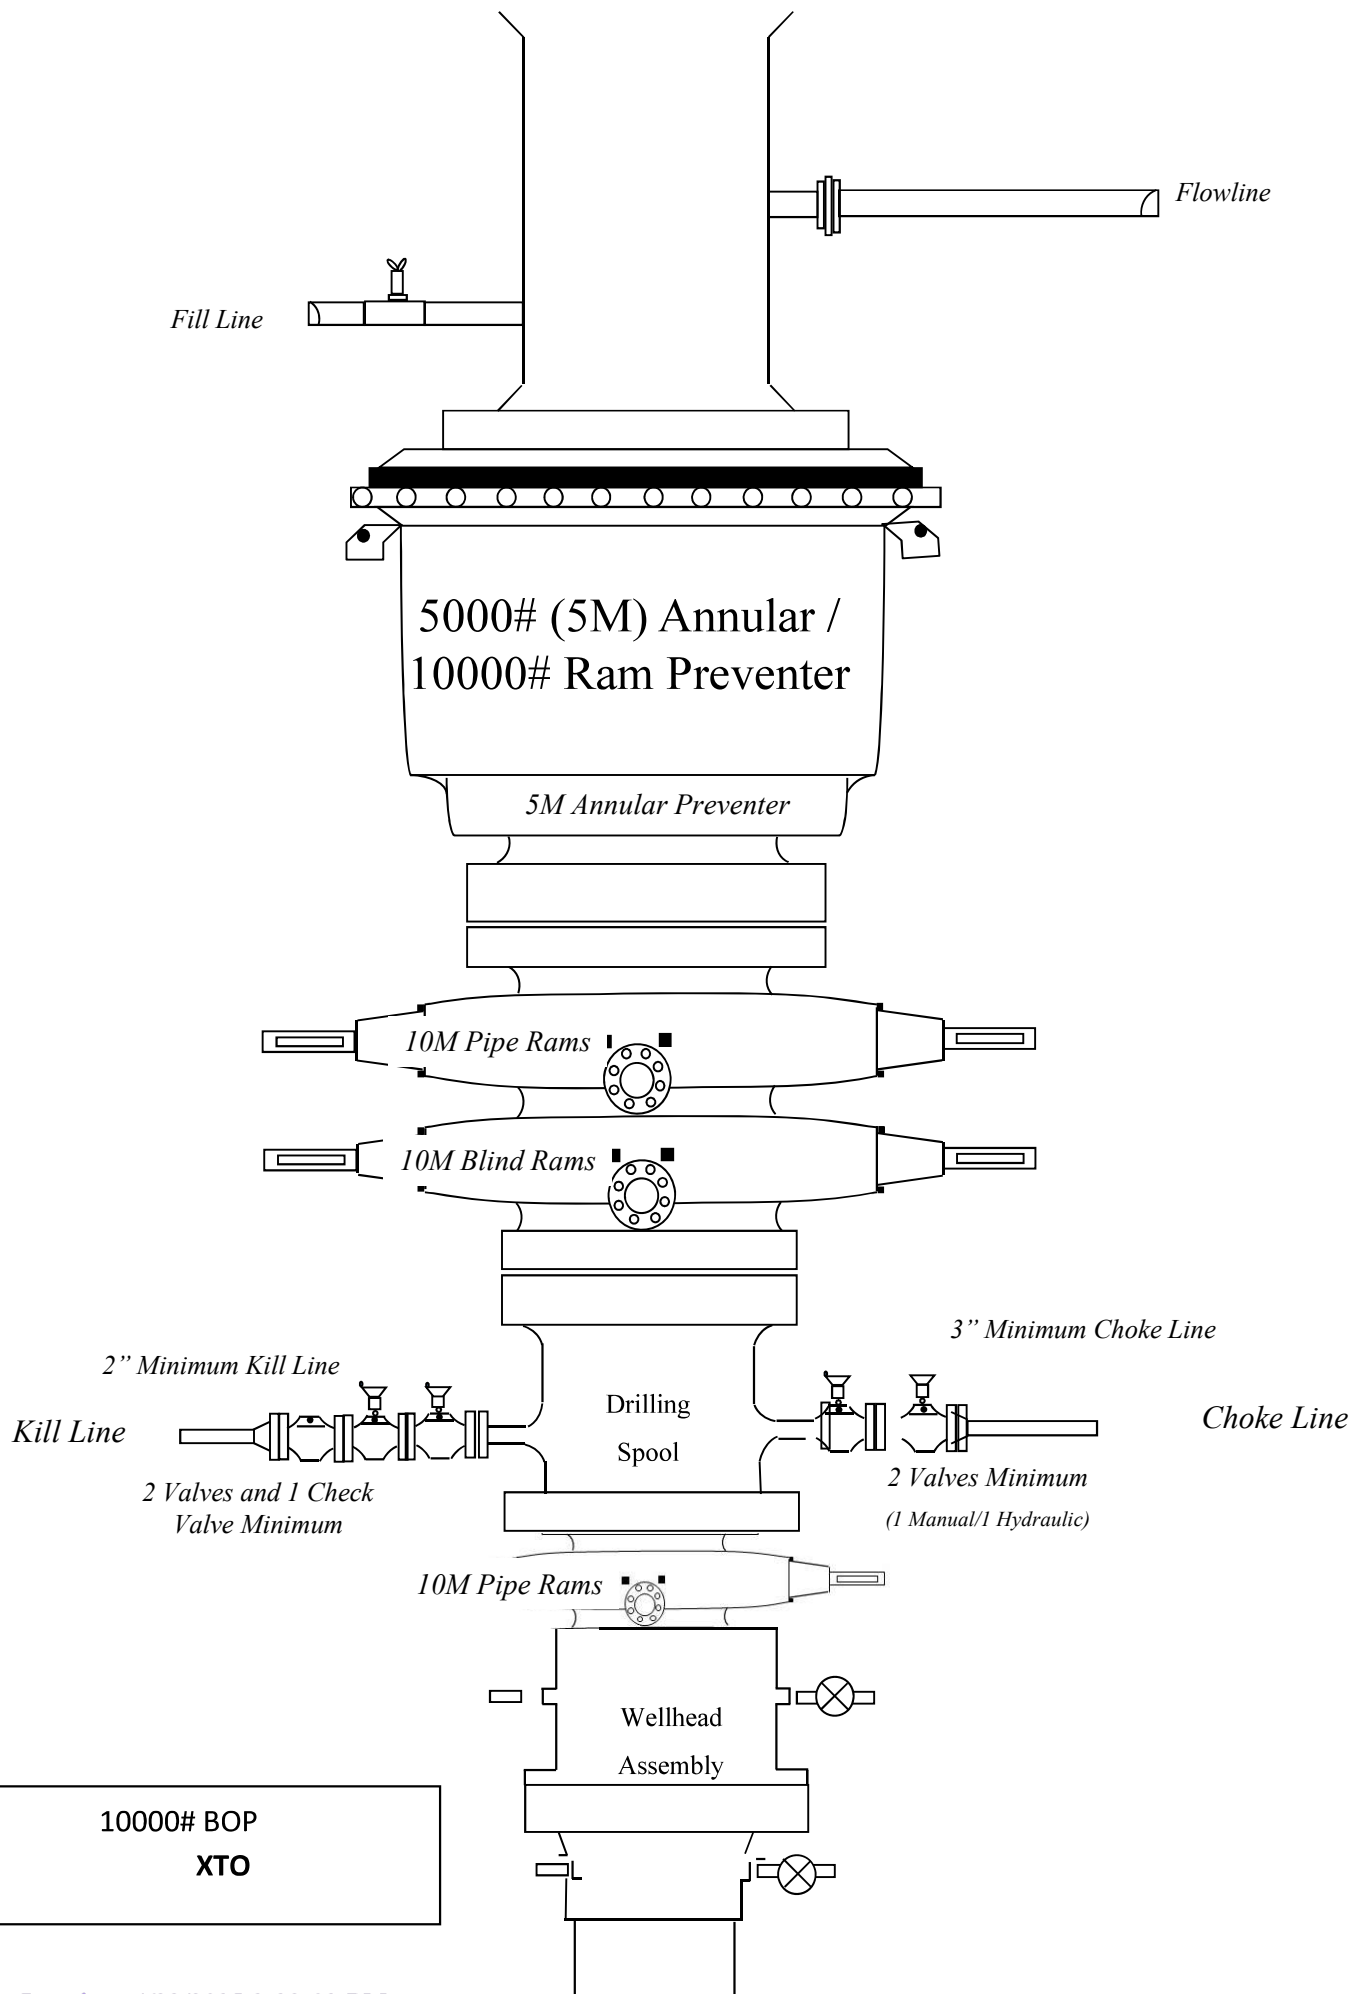 Flowline
Fill Line
5000# (5M) Annular /
10000# Ram Preventer
5M Annular Preventer
10M Pipe Rams
10M Blind Rams
3” Minimum Choke Line
2” Minimum Kill Line
Drilling
Spool
Kill Line
Choke Line
2 Valves and 1 Check
Valve Minimum
2 Valves Minimum
(1 Manual/1 Hydraulic)
10M Pipe Rams
Wellhead
Assembly
10000# BOP
XTO